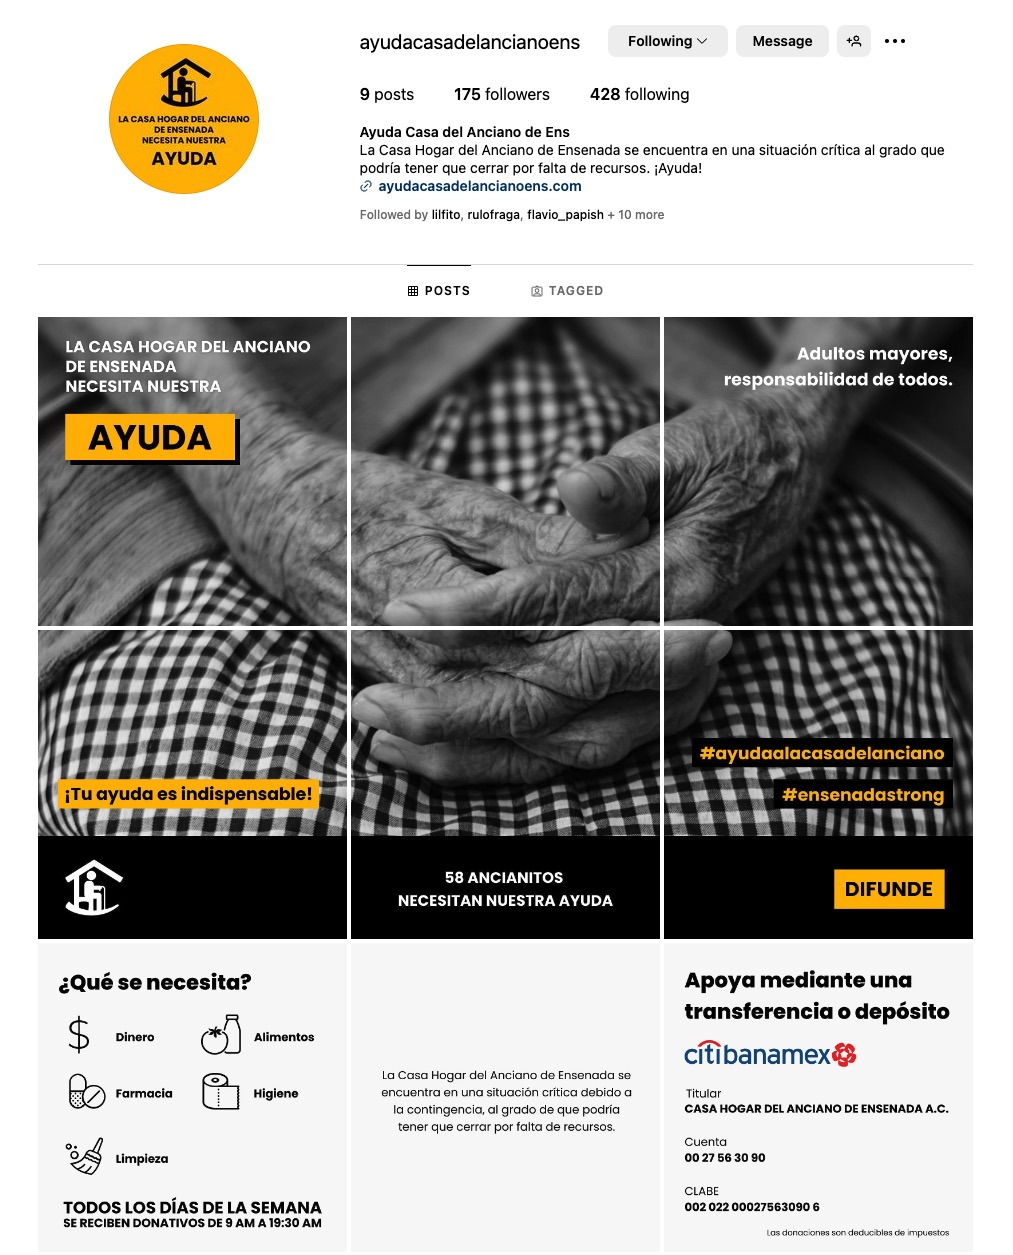 ayudacasadelancianoens
Following
Message
9 posts
175 followers
428 following
LA CASA HOGAR DEL ANCIANO
DE ENSENADA
NECESITA NUESTRA
AYUDA
Ayuda Casa del Anciano de Ens
La Casa Hogar del Anciano de Ensenada se encuentra en una situación crítica al grado que
podría tener que cerrar por falta de recursos. ¡Ayuda!
ayudacasadelancianoens.com
Followed by lilfito, rulofraga, flavio_papish + 10 more
POSTS
TAGGED
LA CASA HOGAR DEL ANCIANO
DE ENSENADA
NECESITA NUESTRA
AYUDA
Adultos mayores,
responsabilidad de todos.
¡Tu ayuda es indispensable!
#ayudaalacasadelanciano
#ensenadastrong
58 ANCIANITOS
NECESITAN NUESTRA AYUDA
DIFUNDE
¿Qué se necesita?
Dinero
Alimentos
Farmacia
Higiene
Limpieza
TODOS LOS DÍAS DE LA SEMANA
SE RECIBEN DONATIVOS DE 9 AM A 19:30 AM
La Casa Hogar del Anciano de Ensenada se
encuentra en una situación crítica debido a
la contingencia, al grado de que podría
tener que cerrar por falta de recursos.
Apoya mediante una
transferencia o depósito
citibanamex
Titular
CASA HOGAR DEL ANCIANO DE ENSENADA A.C.
Cuenta
00 27 56 30 90
CLABE
002 022 00027563090 6
Las donaciones son deducibles de impuestos